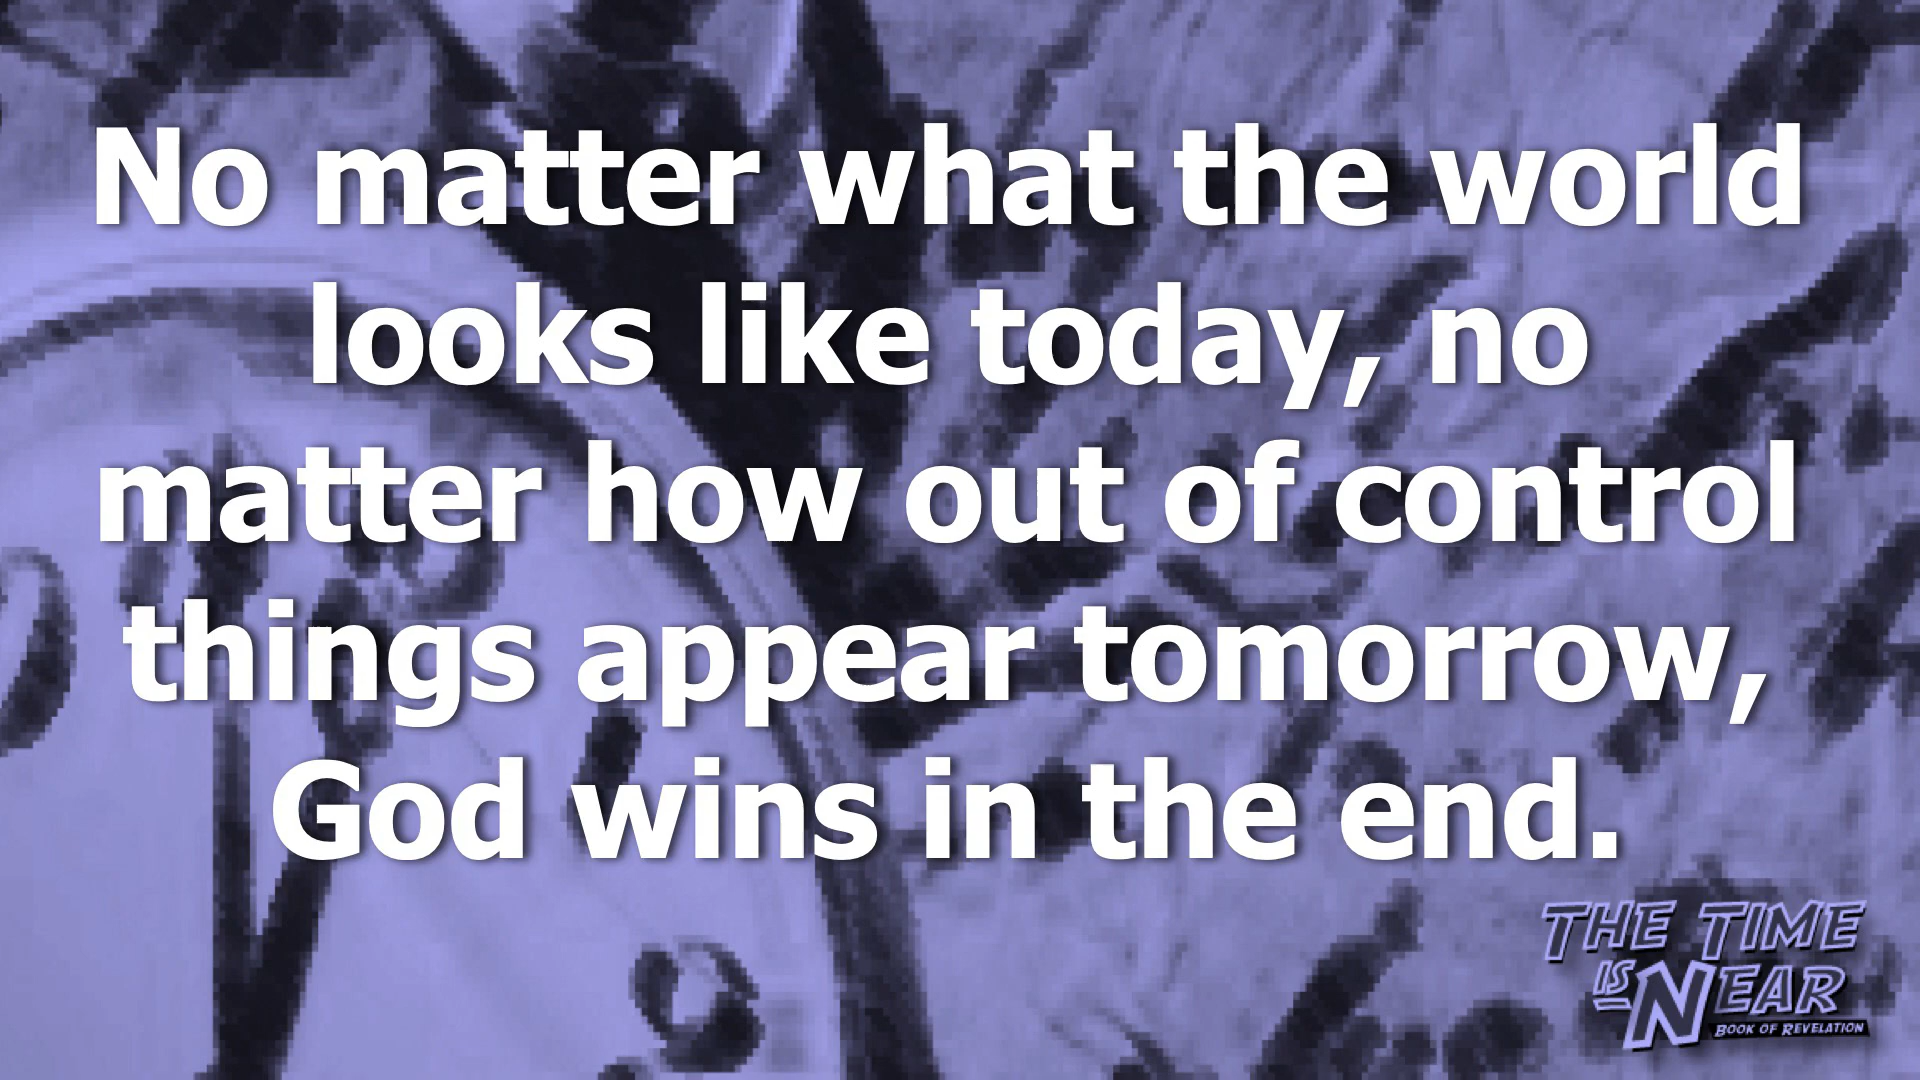 No matter what the world
looks like today, no
matter how out of control
things appear tomorrow,
God wins in the end.
THE TIME
IS NEAR
BOOK OF REVELATION